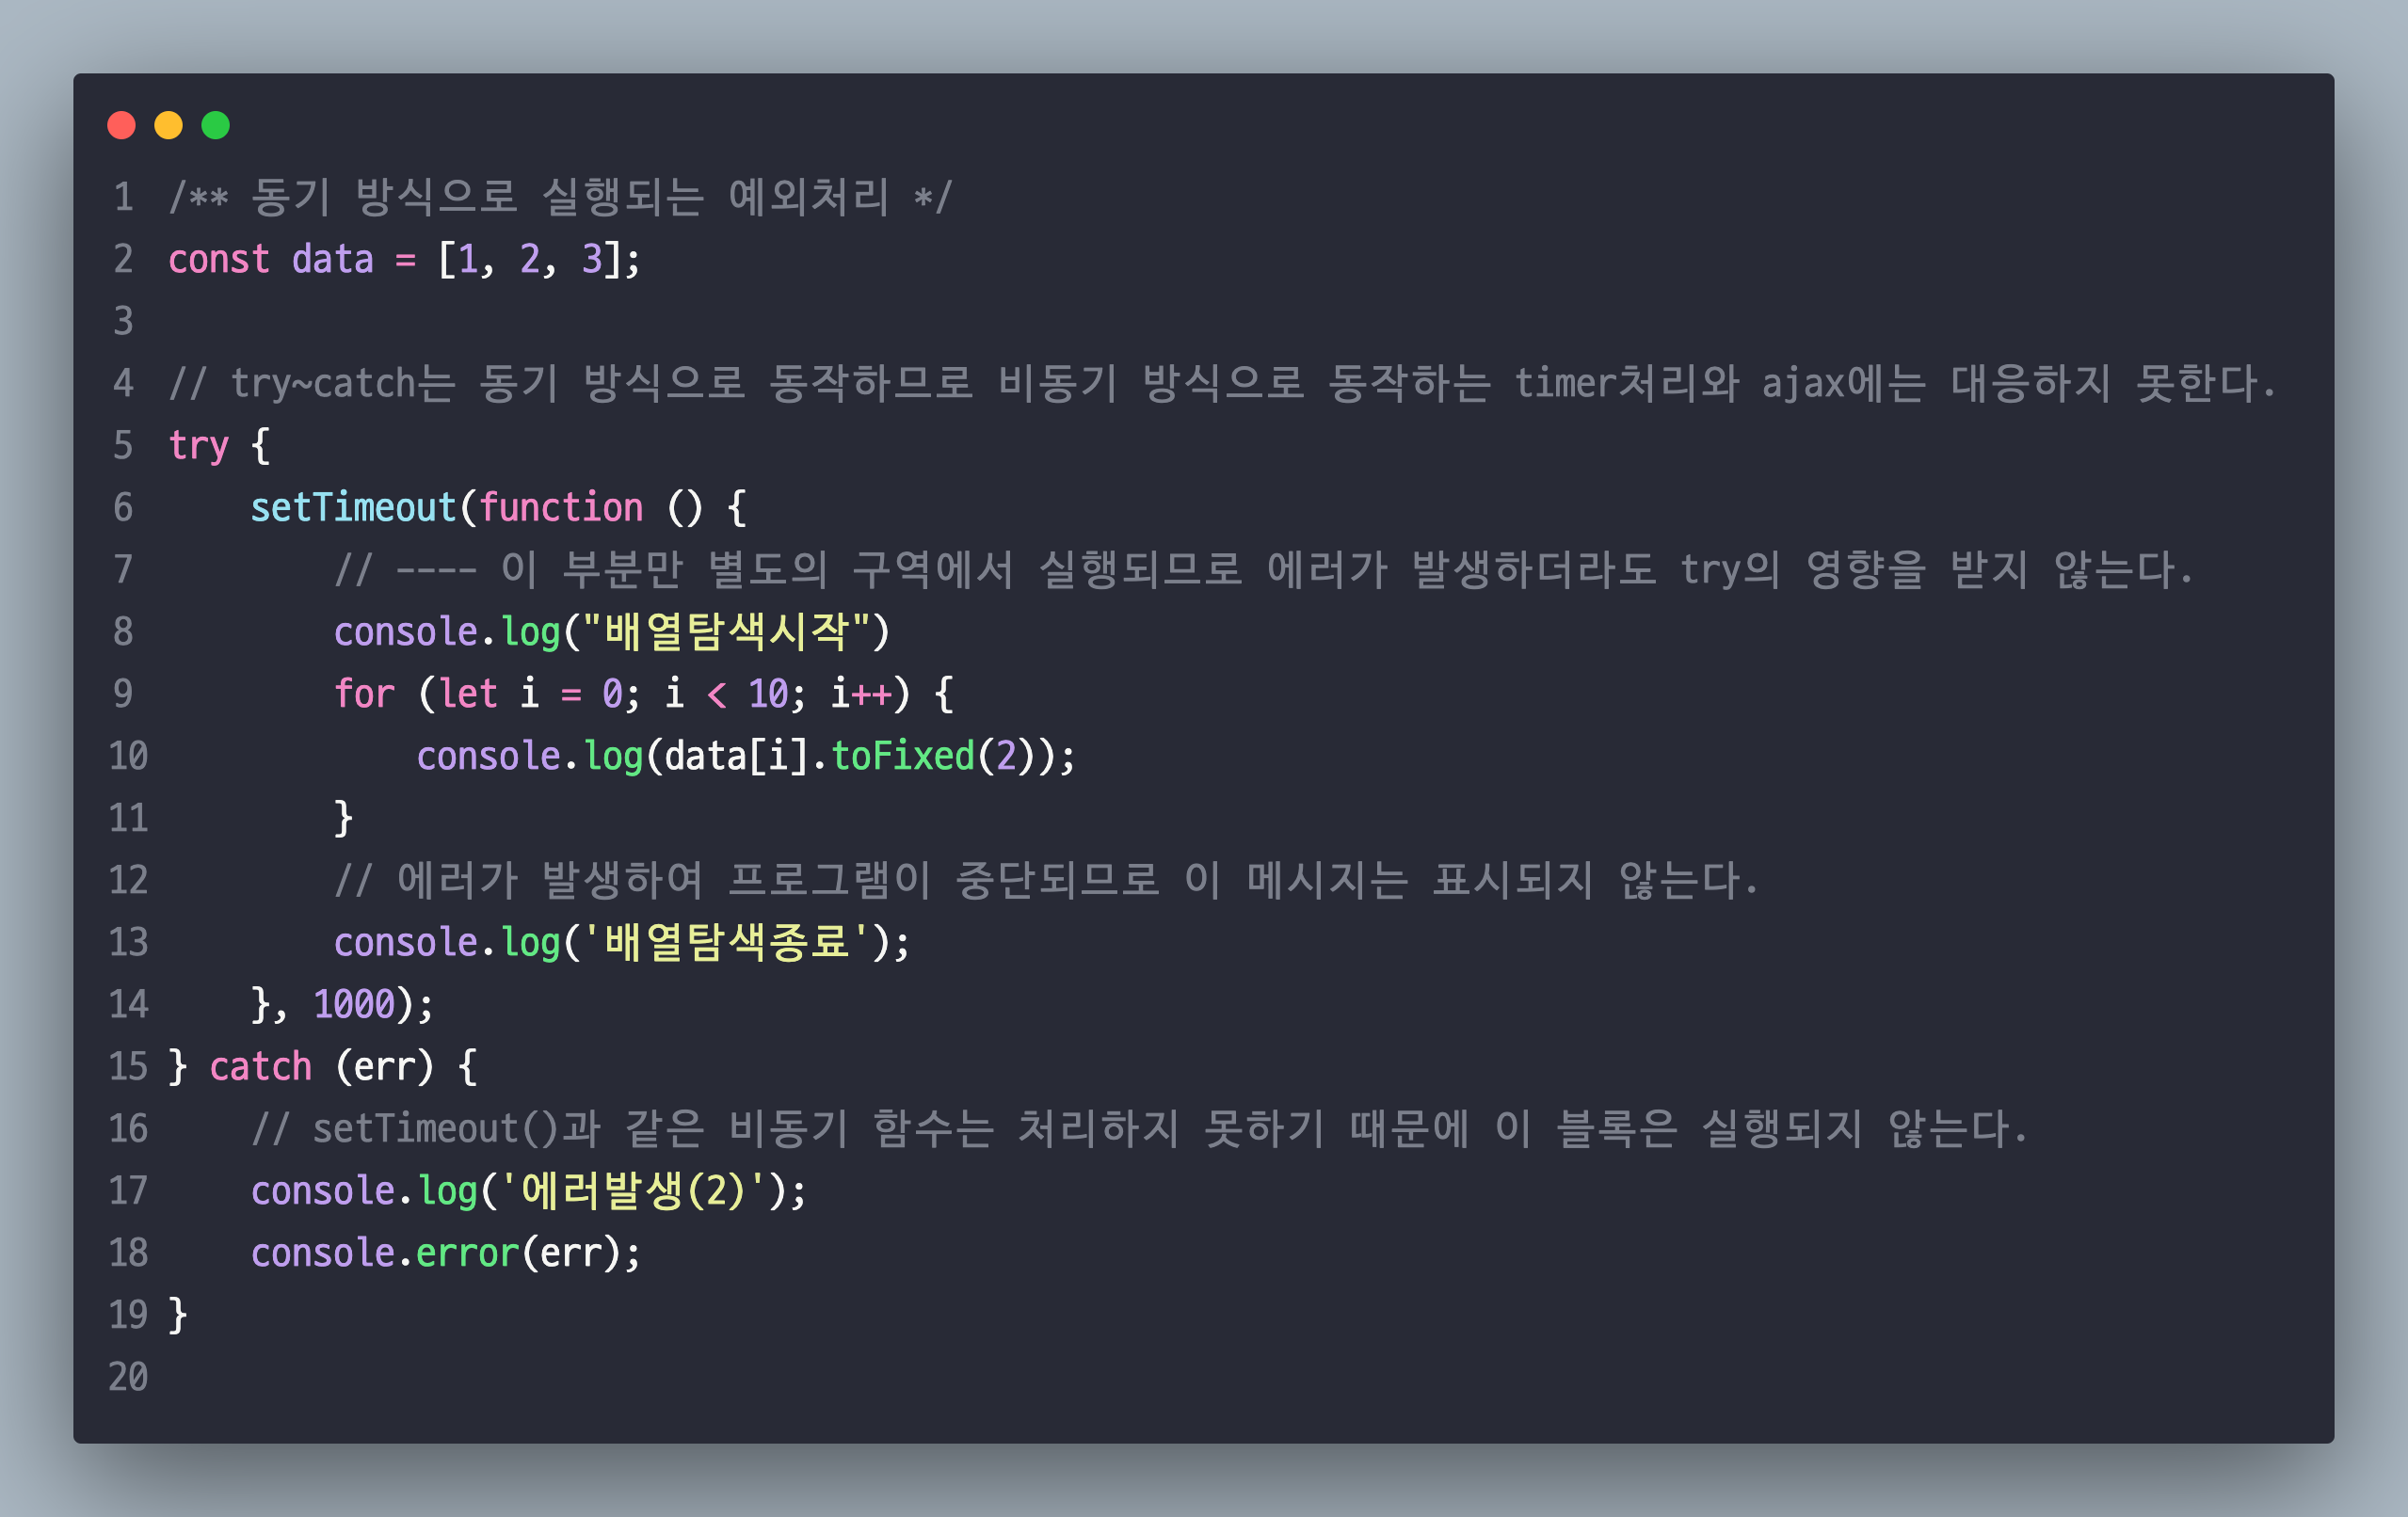 1 /** 동기 방식으로 실행되는 예외처리 */
2 const data = [1, 2, 3];
3
4 // try~catch는 동기 방식으로 동작하므로 비동기 방식으로 동작하는 timer처리와 ajax에는 대응하지 못한다.
5 try {
6     setTimeout(function () {
7         // ---- 이 부분만 별도의 구역에서 실행되므로 에러가 발생하더라도 try의 영향을 받지 않는다.
8         console.log("배열탐색시작")
9         for (let i = 0; i < 10; i++) {
10             console.log(data[i].toFixed(2));
11         }
12         // 에러가 발생하여 프로그램이 중단되므로 이 메시지는 표시되지 않는다.
13         console.log('배열탐색종료');
14     }, 1000);
15 } catch (err) {
16     // setTimeout()과 같은 비동기 함수는 처리하지 못하기 때문에 이 블록은 실행되지 않는다.
17     console.log('에러발생(2)');
18     console.error(err);
19 }
20